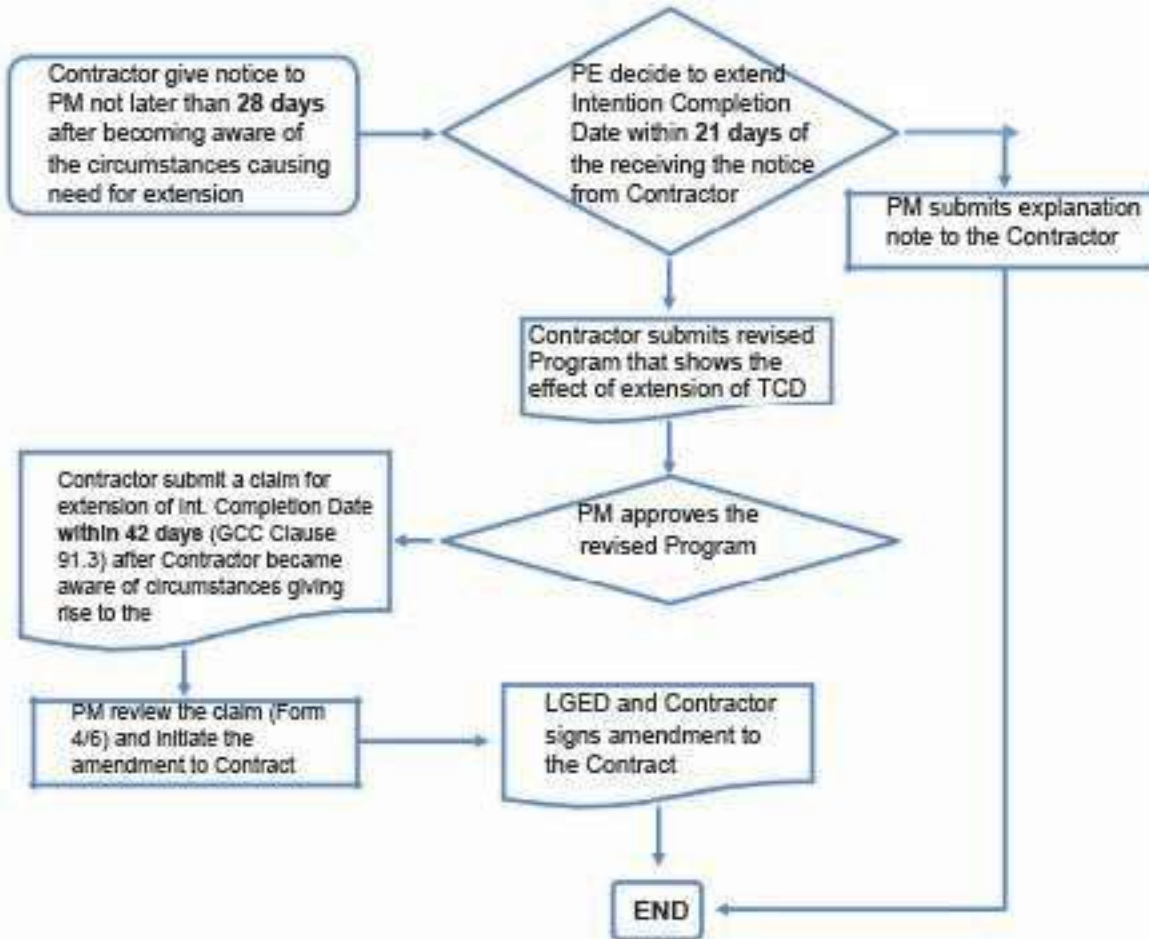 Contractor give notice to
PM not later than 28 days
after becoming aware of
the circumstances causing
need for extension
PE decide to extend
Intention Completion
Date within 21 days of
the receiving the notice
from Contractor
PM submits explanation
note to the Contractor
Contractor submits revised
Program that shows the
effect of extension of TCD
PM approves the
revised Program
Contractor submit a claim for
extension of Int. Completion Date
within 42 days (GCC Clause
91.3) after Contractor became
aware of circumstances giving
rise to the
PM review the claim (Form
4/6) and initiate the
amendment to Contract
LGED and Contractor
signs amendment to
the Contract
END